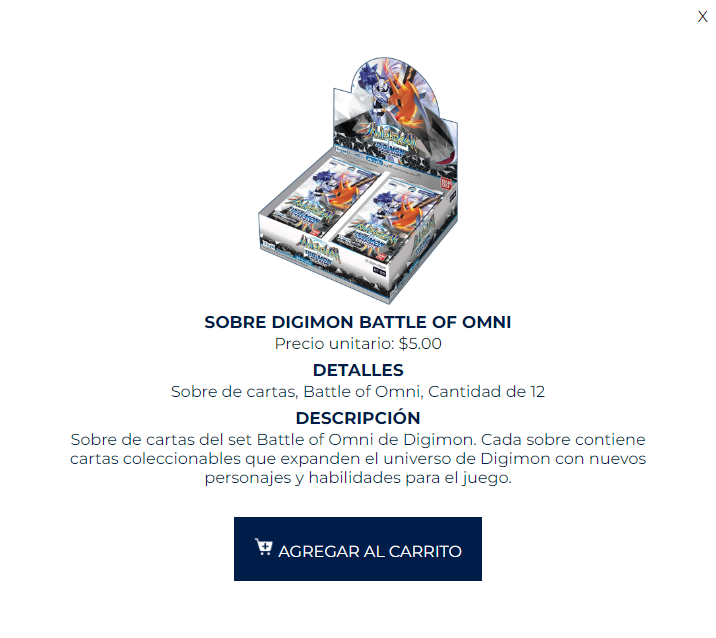 X
SOBRE DIGIMON BATTLE OF OMNI
Precio unitario: $5.00
DETALLES
Sobre de cartas, Battle of Omni, Cantidad de 12
DESCRIPCIÓN
Sobre de cartas del set Battle of Omni de Digimon. Cada sobre contiene
cartas coleccionables que expanden el universo de Digimon con nuevos
personajes y habilidades para el juego.
AGREGAR AL CARRITO